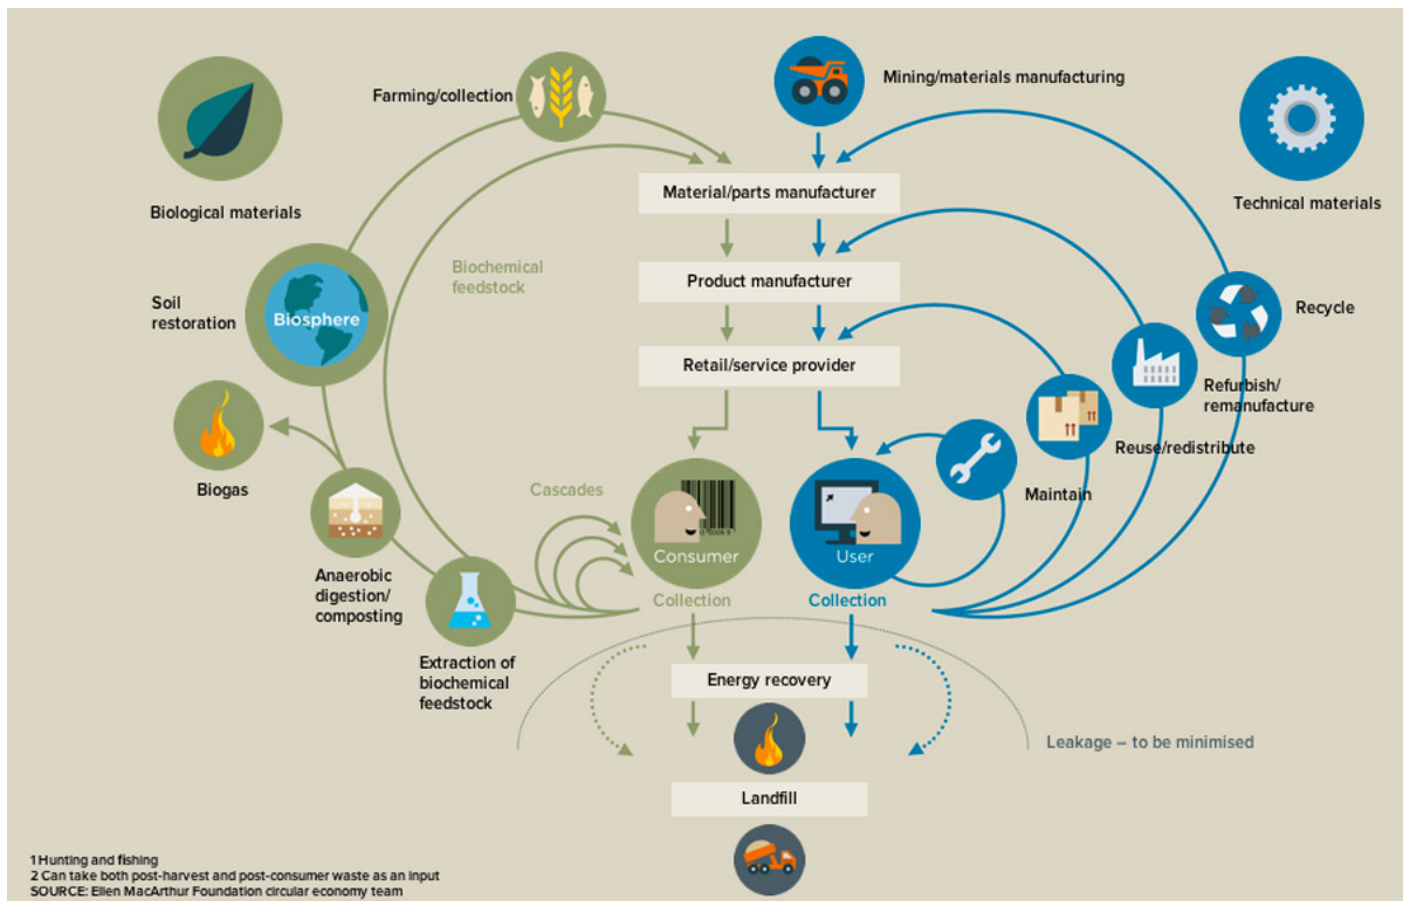 Farming/collection
Mining/materials manufacturing
Biological materials
Technical materials
Material/parts manufacturer
Biochemical
feedstock
Product manufacturer
Soil
restoration
Biosphere
Recycle
Retail/service provider
Refurbish/
remanufacture
Reuse/redistribute
Biogas
Cascades
Maintain
Consumer
User
Anaerobic
digestion/
composting
Collection
Collection
Extraction of
biochemical
feedstock
Energy recovery
Leakage – to be minimised
Landfill
1 Hunting and fishing
2 Can take both post-harvest and post-consumer waste as an input
SOURCE: Ellen MacArthur Foundation circular economy team